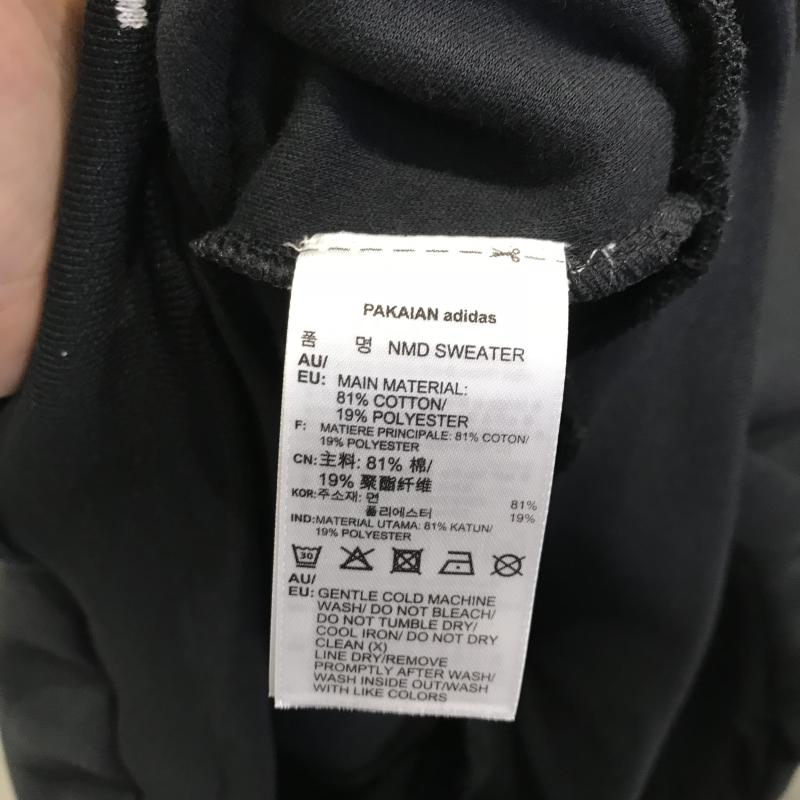 PAKAIAN adidas
품 명 NMD SWEATER
AU/
EU: MAIN MATERIAL:
81% COTTON/
19% POLYESTER
F: MATIERE PRINCIPALE: 81% COTON/
19% POLYESTER
CN:主料: 81% 棉/
19% 聚酯纤维
KOR:주소재: 면 81%
폴리에스터 19%
IND:MATERIAL UTAMA: 81% KATUN/
19% POLYESTER
30
AU/
EU: GENTLE COLD MACHINE
WASH/ DO NOT BLEACH/
DO NOT TUMBLE DRY/
COOL IRON/ DO NOT DRY
CLEAN (X)
LINE DRY/REMOVE
PROMPTLY AFTER WASH/
WASH INSIDE OUT/WASH
WITH LIKE COLORS